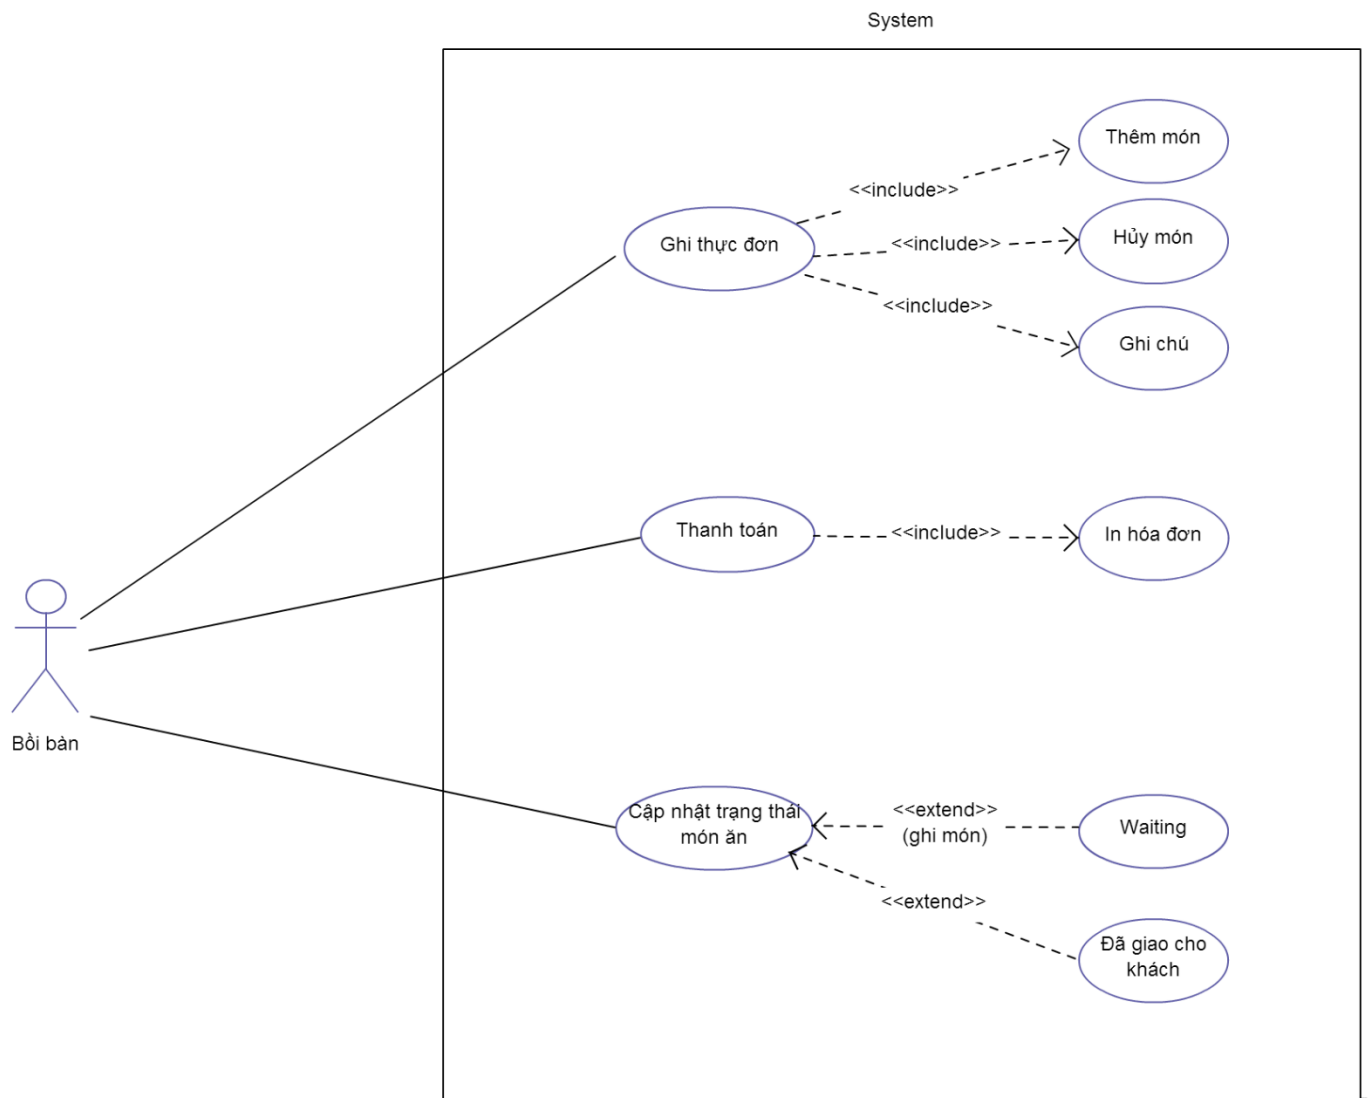 System
Thêm món
<<include>>
Ghi thực đơn
<<include>>
Hủy món
<<include>>
Ghi chú
Thanh toán
<<include>>
In hóa đơn
Bồi bàn
Cập nhật trạng thái
món ăn
<<extend>>
(ghi món)
Waiting
<<extend>>
Đã giao cho
khách